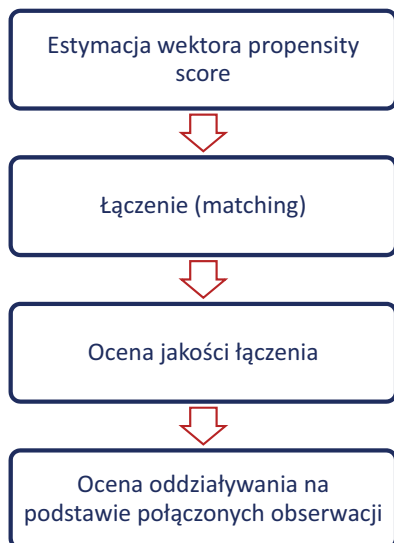 Estymacja wektora propensity
score
Łączenie (matching)
Ocena jakości łączenia
Ocena oddziaływania na
podstawie połączonych obserwacji